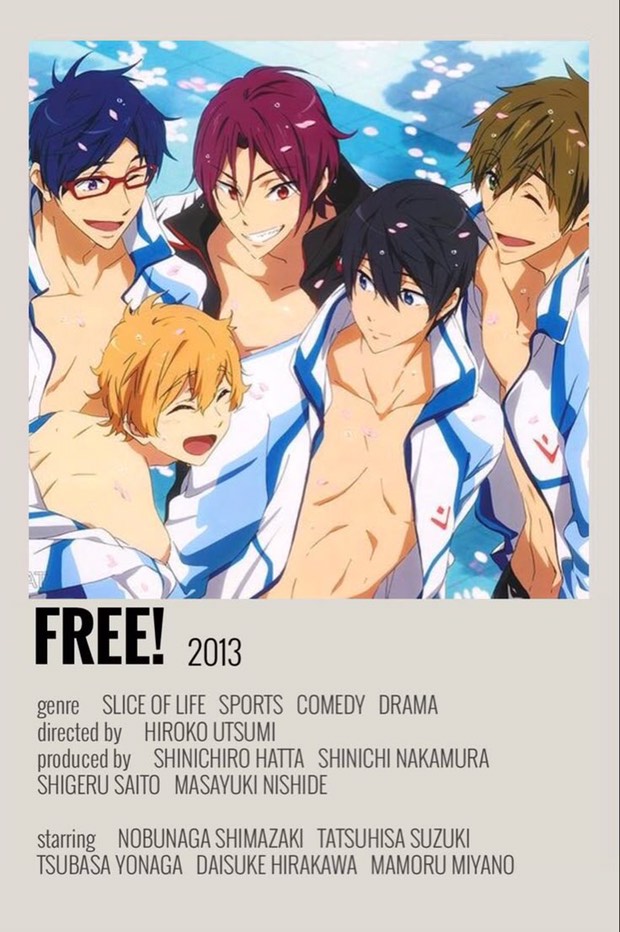 FREE! 2013
genre SLICE OF LIFE SPORTS COMEDY DRAMA
directed by HIROKO UTSUMI
produced by SHINICHIRO HATTA SHINICHI NAKAMURA
SHIGERU SAITO MASAYUKI NISHIDE
starring NOBUNAGA SHIMAZAKI TATSUHISA SUZUKI
TSUBASA YONAGA DAISUKE HIRAKAWA MAMORU MIYANO